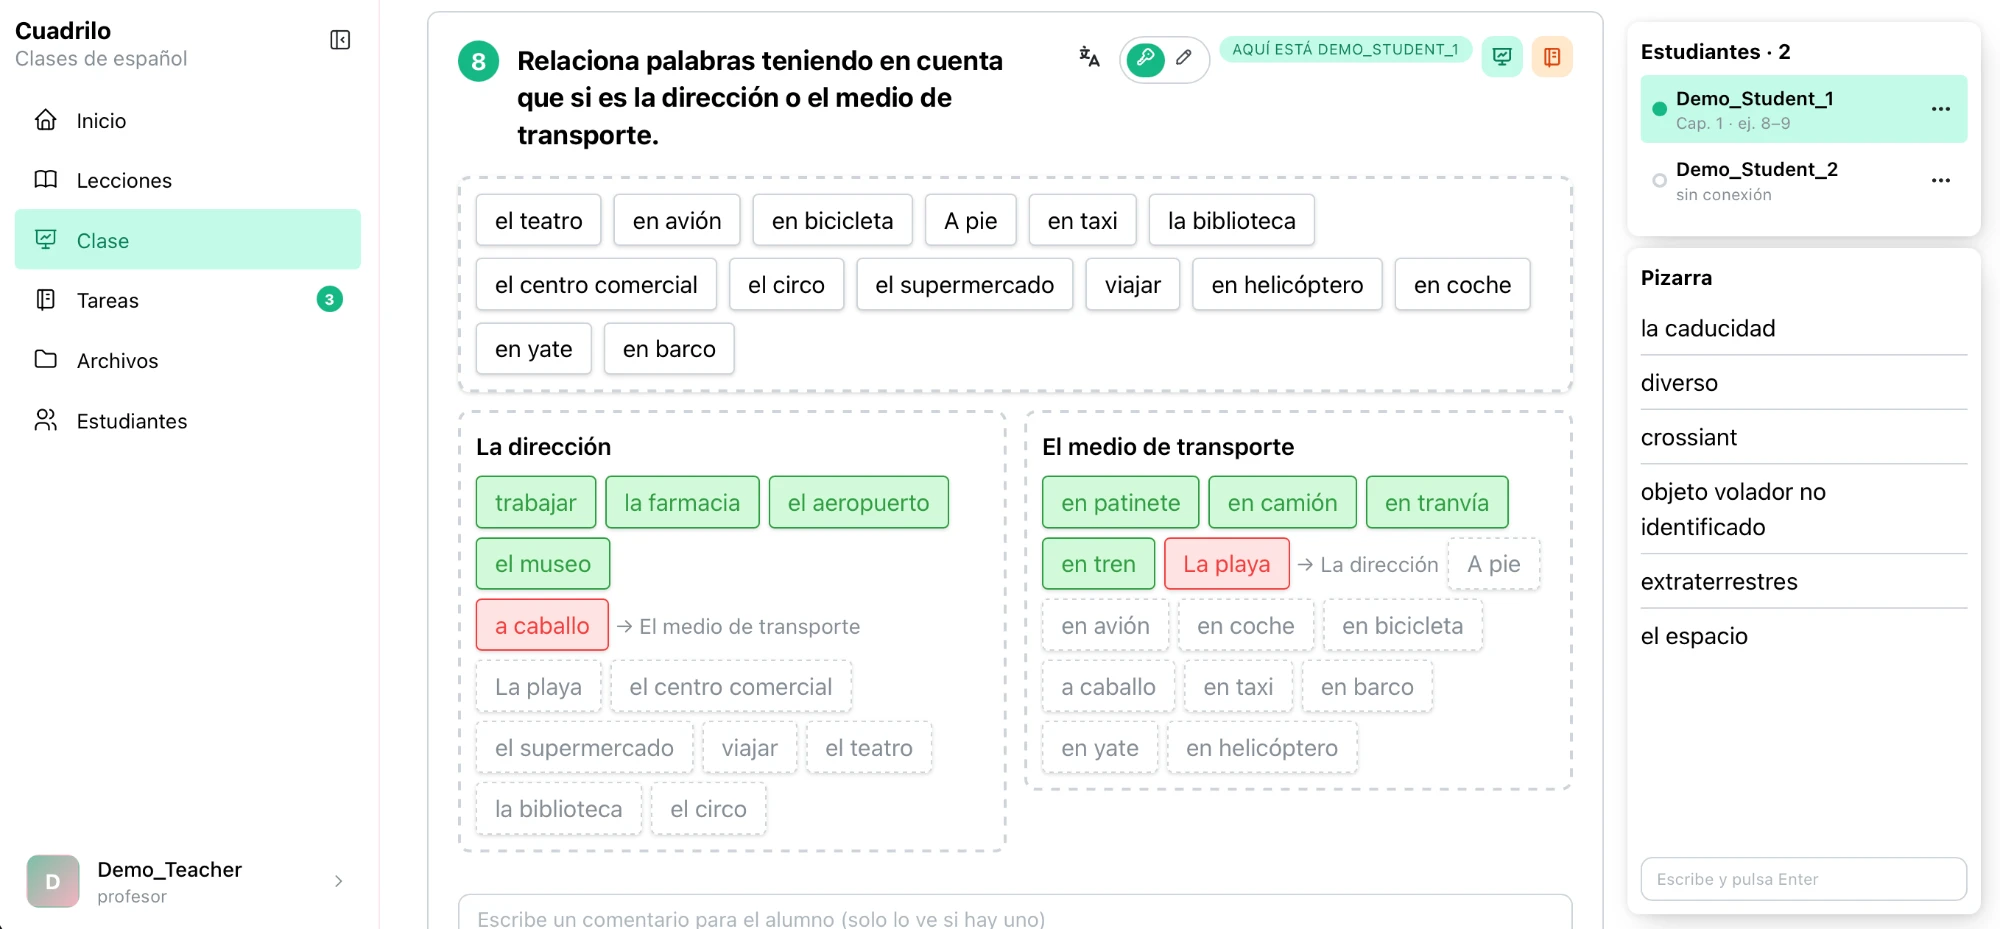 Cuadrilo
Clases de español
Inicio
Lecciones
Clase
Tareas
3
Archivos
Estudiantes
D
Demo_Teacher
profesor
8
Relaciona palabras teniendo en cuenta
que si es la dirección o el medio de
transporte.
AQUÍ ESTÁ DEMO_STUDENT_1
el teatro en avión en bicicleta A pie en taxi la biblioteca
el centro comercial el circo el supermercado viajar en helicóptero en coche
en yate en barco
La dirección
trabajar la farmacia el aeropuerto
el museo
a caballo → El medio de transporte
La playa el centro comercial
el supermercado viajar el teatro
la biblioteca el circo
El medio de transporte
en patinete en camión en tranvía
en tren La playa → La dirección A pie
en avión en coche en bicicleta
a caballo en taxi en barco
en yate en helicóptero
Escribe un comentario para el alumno (solo lo ve si hay uno)
Estudiantes · 2
Demo_Student_1
Cap. 1 · ej. 8–9
Demo_Student_2
sin conexión
Pizarra
la caducidad
diverso
crossiant
objeto volador no
identificado
extraterrestres
el espacio
Escribe y pulsa Enter